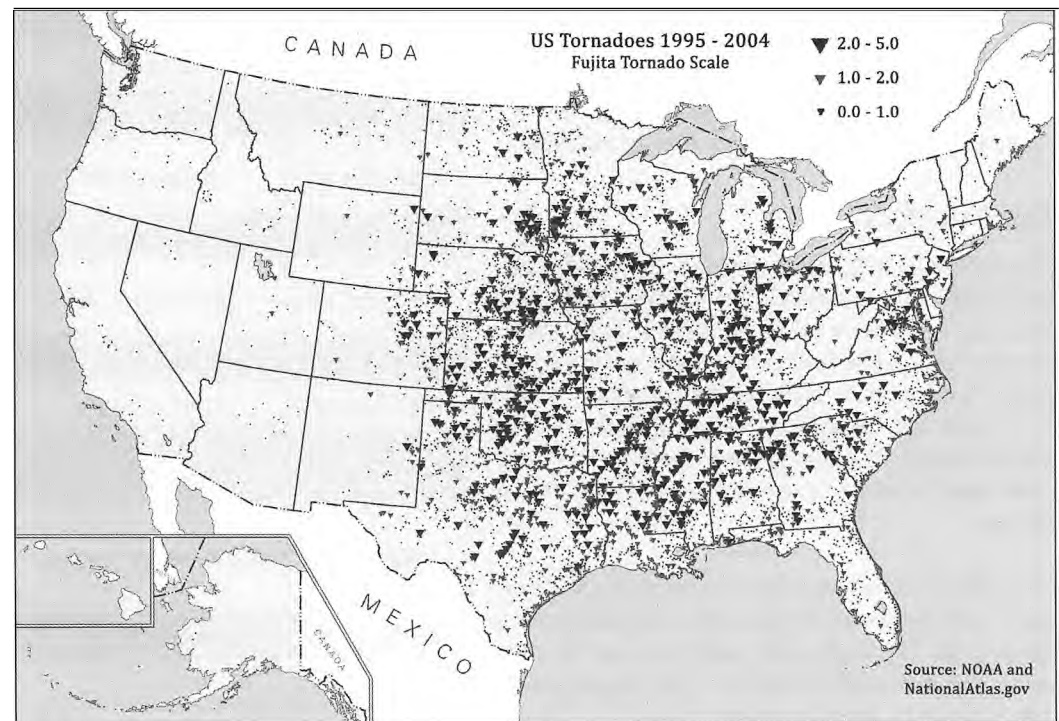 CANADA
US Tornadoes 1995 - 2004
Fujita Tornado Scale
2.0 - 5.0
1.0 - 2.0
0.0 - 1.0
MEXICO
CANADA
Source: NOAA and
NationalAtlas.gov